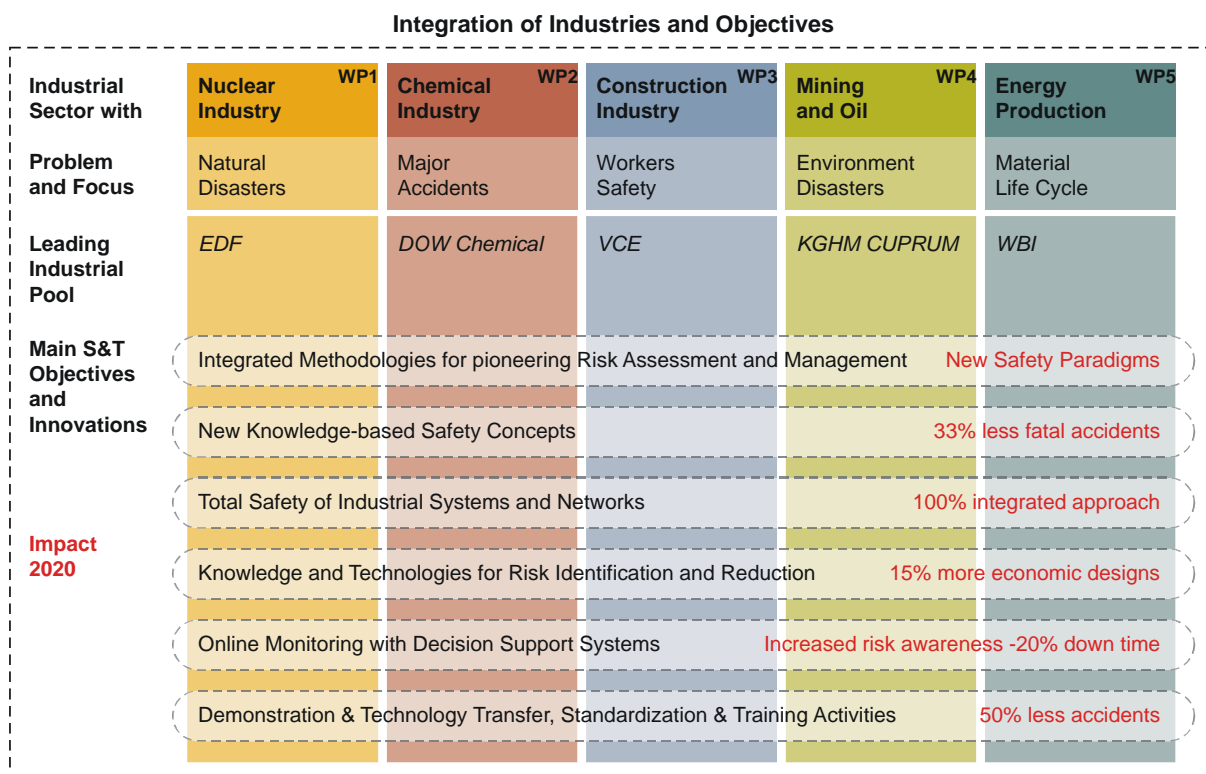 Integration of Industries and Objectives
Industrial
Sector with
Nuclear
Industry
WP1
Chemical
Industry
WP2
Construction
Industry
WP3
Mining
and Oil
WP4
Energy
Production
WP5
Problem
and Focus
Natural
Disasters
Major
Accidents
Workers
Safety
Environment
Disasters
Material
Life Cycle
Leading
Industrial
Pool
EDF
DOW Chemical
VCE
KGHM CUPRUM
WBI
Main S&T
Objectives
and
Innovations
Integrated Methodologies for pioneering Risk Assessment and Management New Safety Paradigms
New Knowledge-based Safety Concepts 33% less fatal accidents
Total Safety of Industrial Systems and Networks 100% integrated approach
Impact
2020
Knowledge and Technologies for Risk Identification and Reduction 15% more economic designs
Online Monitoring with Decision Support Systems Increased risk awareness -20% down time
Demonstration & Technology Transfer, Standardization & Training Activities 50% less accidents